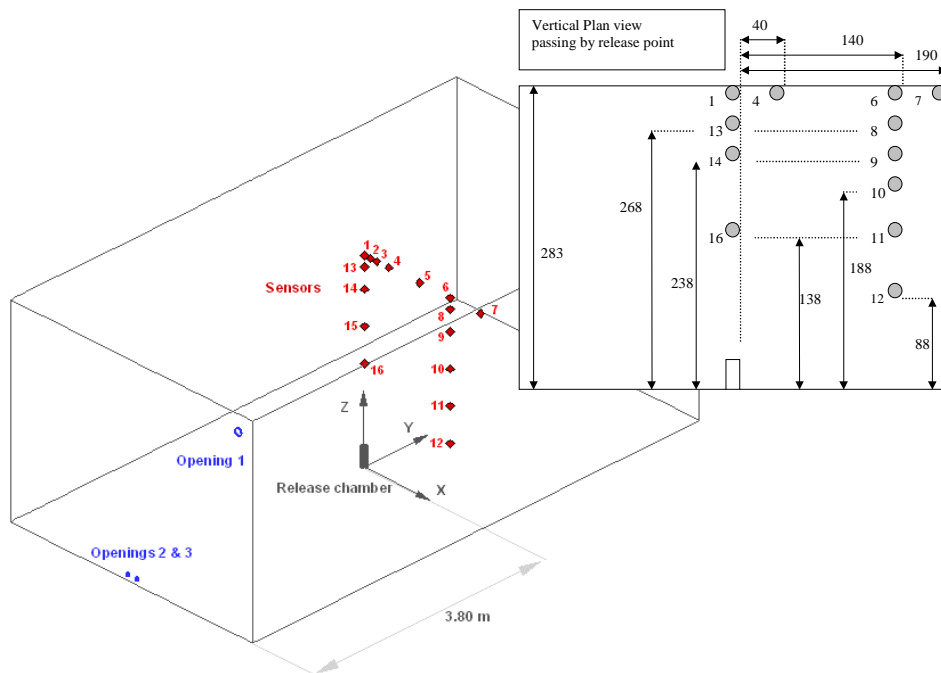 Vertical Plan view
passing by release point
40
140
190
1 4 6 7
13 8
14 9
10
268
16 11
283
238
188
138
12
88
1
2
3
4
13
5
Sensors 14
6
7
8
15
9
16
10
11
Z
Y
12
Opening 1
Release chamber
X
Openings 2 & 3
3.80 m